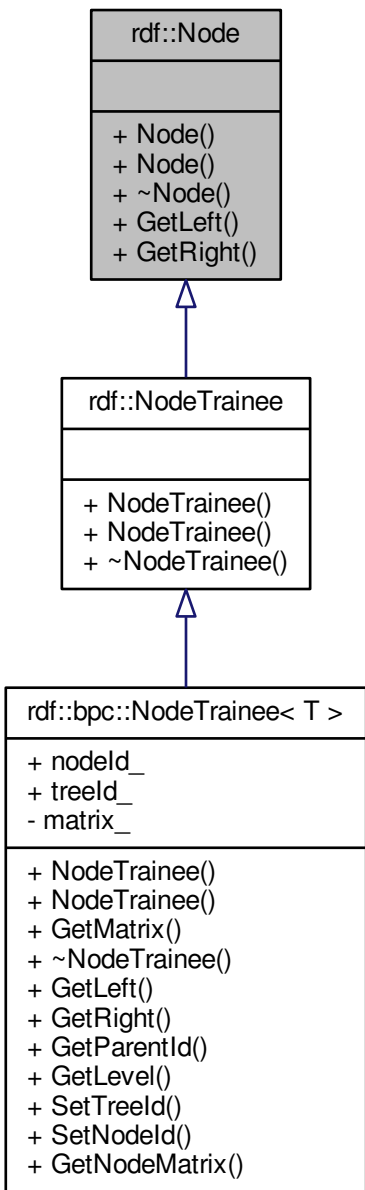 rdf::Node
+ Node()
+ Node()
+ ~Node()
+ GetLeft()
+ GetRight()
rdf::NodeTrainee
+ NodeTrainee()
+ NodeTrainee()
+ ~NodeTrainee()
rdf::bpc::NodeTrainee< T >
+ nodeId_
+ treeId_
- matrix_
+ NodeTrainee()
+ NodeTrainee()
+ GetMatrix()
+ ~NodeTrainee()
+ GetLeft()
+ GetRight()
+ GetParentId()
+ GetLevel()
+ SetTreeId()
+ SetNodeId()
+ GetNodeMatrix()